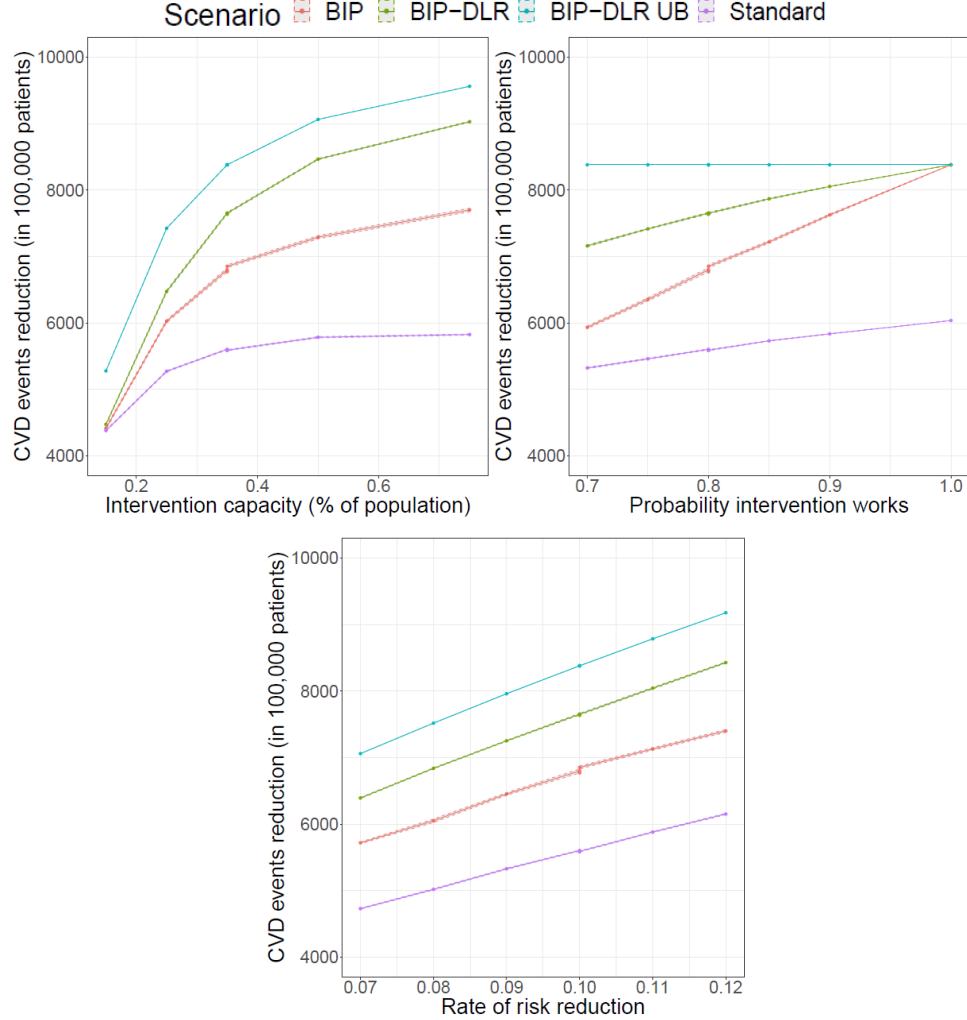 Scenario BIP BIP−DLR BIP−DLR UB Standard
CVD events reduction (in 100,000 patients)
10000
8000
6000
4000
0.2 0.4 0.6
Intervention capacity (% of population)
CVD events reduction (in 100,000 patients)
10000
8000
6000
4000
0.7 0.8 0.9 1.0
Probability intervention works
CVD events reduction (in 100,000 patients)
10000
8000
6000
4000
0.07 0.08 0.09 0.10 0.11 0.12
Rate of risk reduction